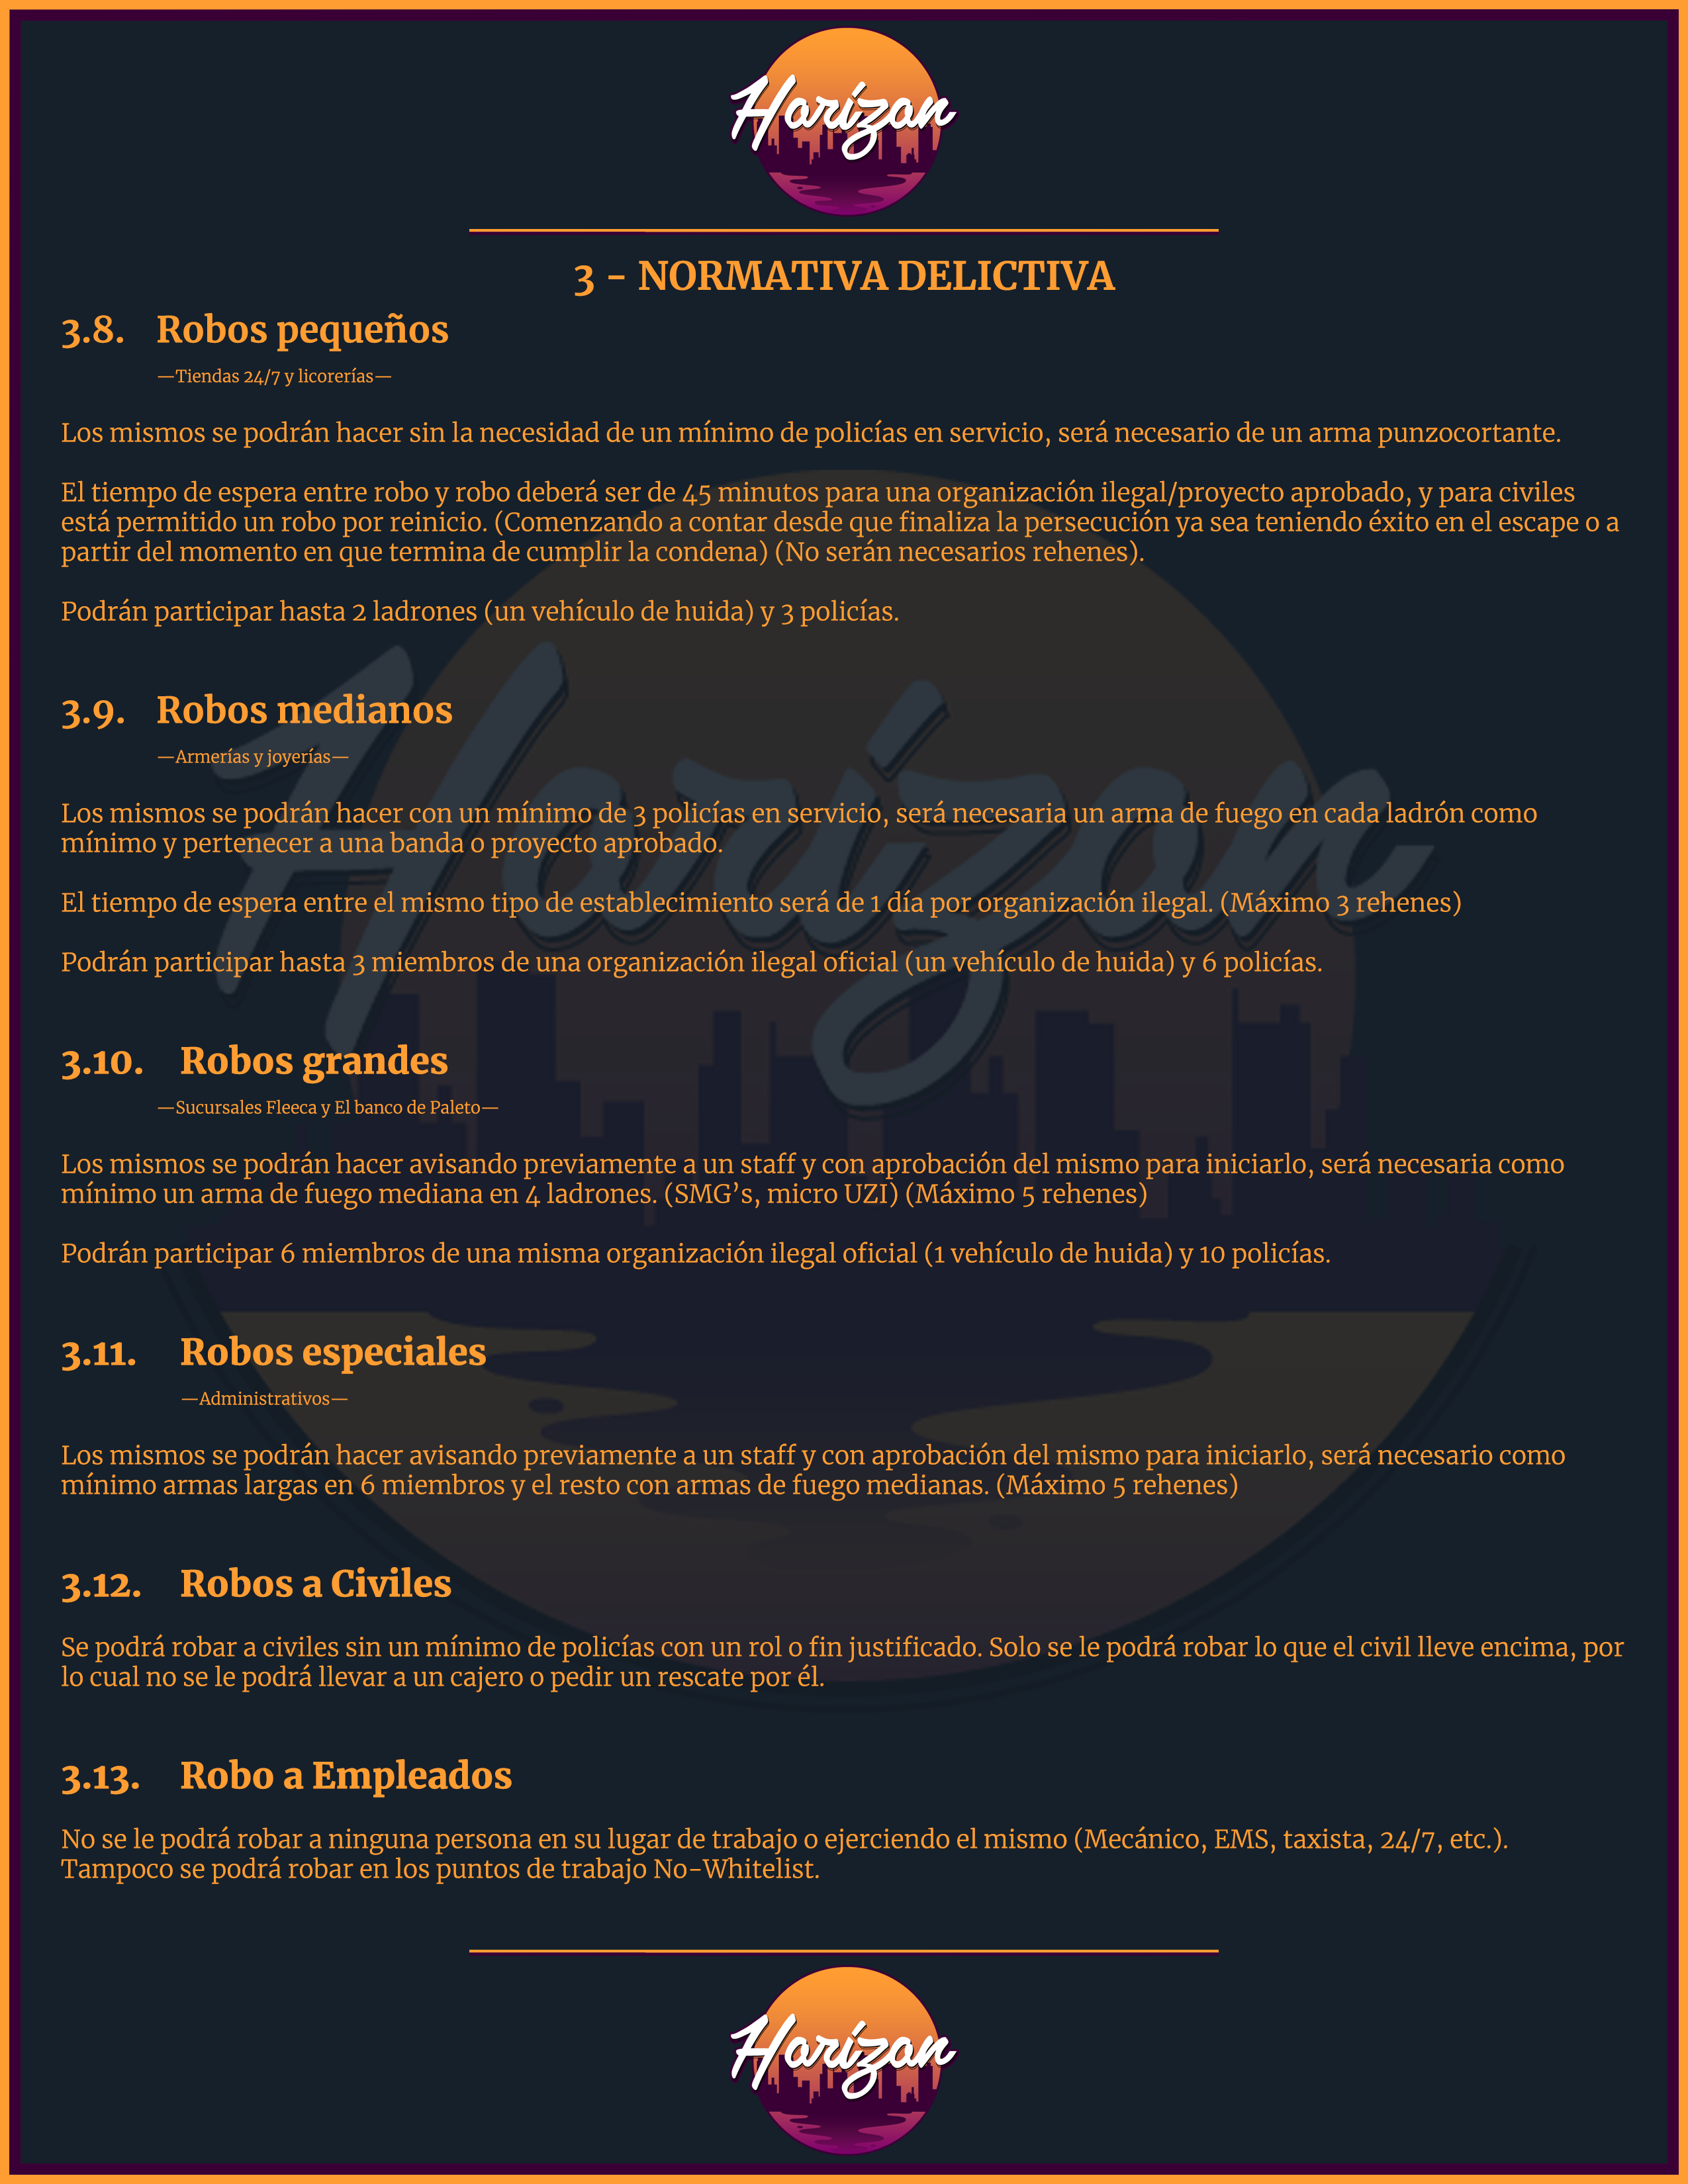 Horizon
3 - NORMATIVA DELICTIVA
3.8. Robos pequeños
—Tiendas 24/7 y licorerías—
Los mismos se podrán hacer sin la necesidad de un mínimo de policías en servicio, será necesario de un arma punzocortante.
El tiempo de espera entre robo y robo deberá ser de 45 minutos para una organización ilegal/proyecto aprobado, y para civiles
está permitido un robo por reinicio. (Comenzando a contar desde que finaliza la persecución ya sea teniendo éxito en el escape o a
partir del momento en que termina de cumplir la condena) (No serán necesarios rehenes).
Podrán participar hasta 2 ladrones (un vehículo de huida) y 3 policías.
3.9. Robos medianos
—Armerías y joyerías—
Los mismos se podrán hacer con un mínimo de 3 policías en servicio, será necesaria un arma de fuego en cada ladrón como
mínimo y pertenecer a una banda o proyecto aprobado.
El tiempo de espera entre el mismo tipo de establecimiento será de 1 día por organización ilegal. (Máximo 3 rehenes)
Podrán participar hasta 3 miembros de una organización ilegal oficial (un vehículo de huida) y 6 policías.
Horizon
3.10. Robos grandes
—Sucursales Fleeca y El banco de Paleto—
Los mismos se podrán hacer avisando previamente a un staff y con aprobación del mismo para iniciarlo, será necesaria como
mínimo un arma de fuego mediana en 4 ladrones. (SMG’s, micro UZI) (Máximo 5 rehenes)
Podrán participar 6 miembros de una misma organización ilegal oficial (1 vehículo de huida) y 10 policías.
3.11. Robos especiales
—Administrativos—
Los mismos se podrán hacer avisando previamente a un staff y con aprobación del mismo para iniciarlo, será necesario como
mínimo armas largas en 6 miembros y el resto con armas de fuego medianas. (Máximo 5 rehenes)
3.12. Robos a Civiles
Se podrá robar a civiles sin un mínimo de policías con un rol o fin justificado. Solo se le podrá robar lo que el civil lleve encima, por
lo cual no se le podrá llevar a un cajero o pedir un rescate por él.
3.13. Robo a Empleados
No se le podrá robar a ninguna persona en su lugar de trabajo o ejerciendo el mismo (Mecánico, EMS, taxista, 24/7, etc.).
Tampoco se podrá robar en los puntos de trabajo No-Whitelist.
Horizon